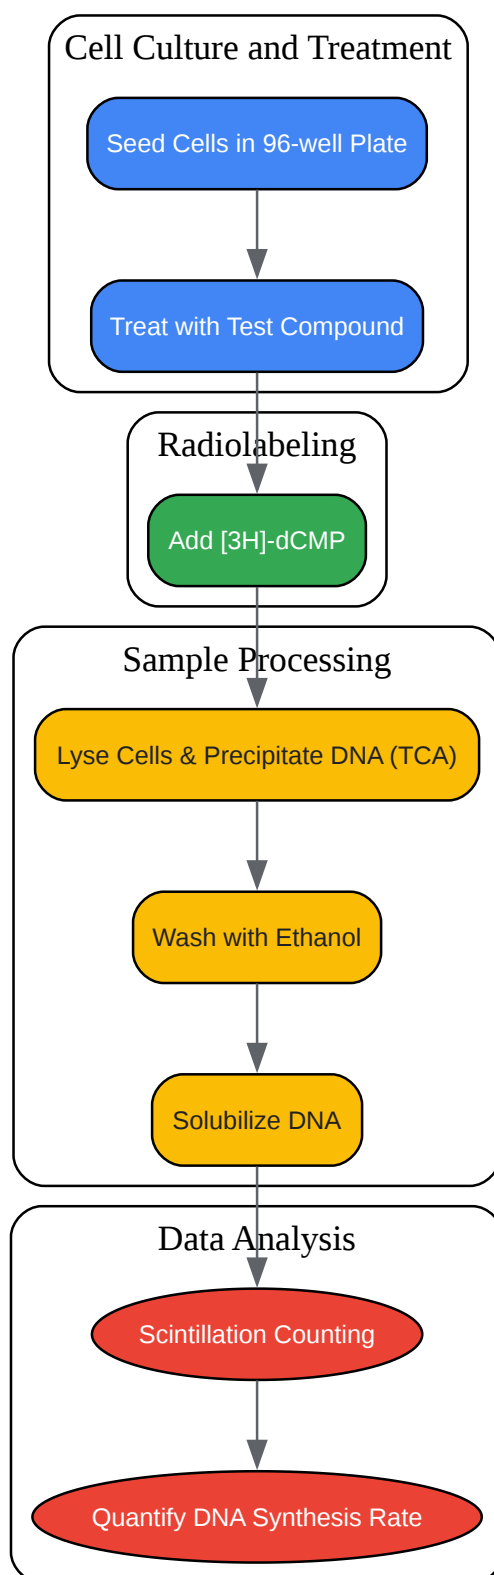 Cell Culture and Treatment
Seed Cells in 96-well Plate
Treat with Test Compound
Radiolabeling
Add [3H]-dCMP
Sample Processing
Lyse Cells & Precipitate DNA (TCA)
Wash with Ethanol
Solubilize DNA
Data Analysis
Scintillation Counting
Quantify DNA Synthesis Rate